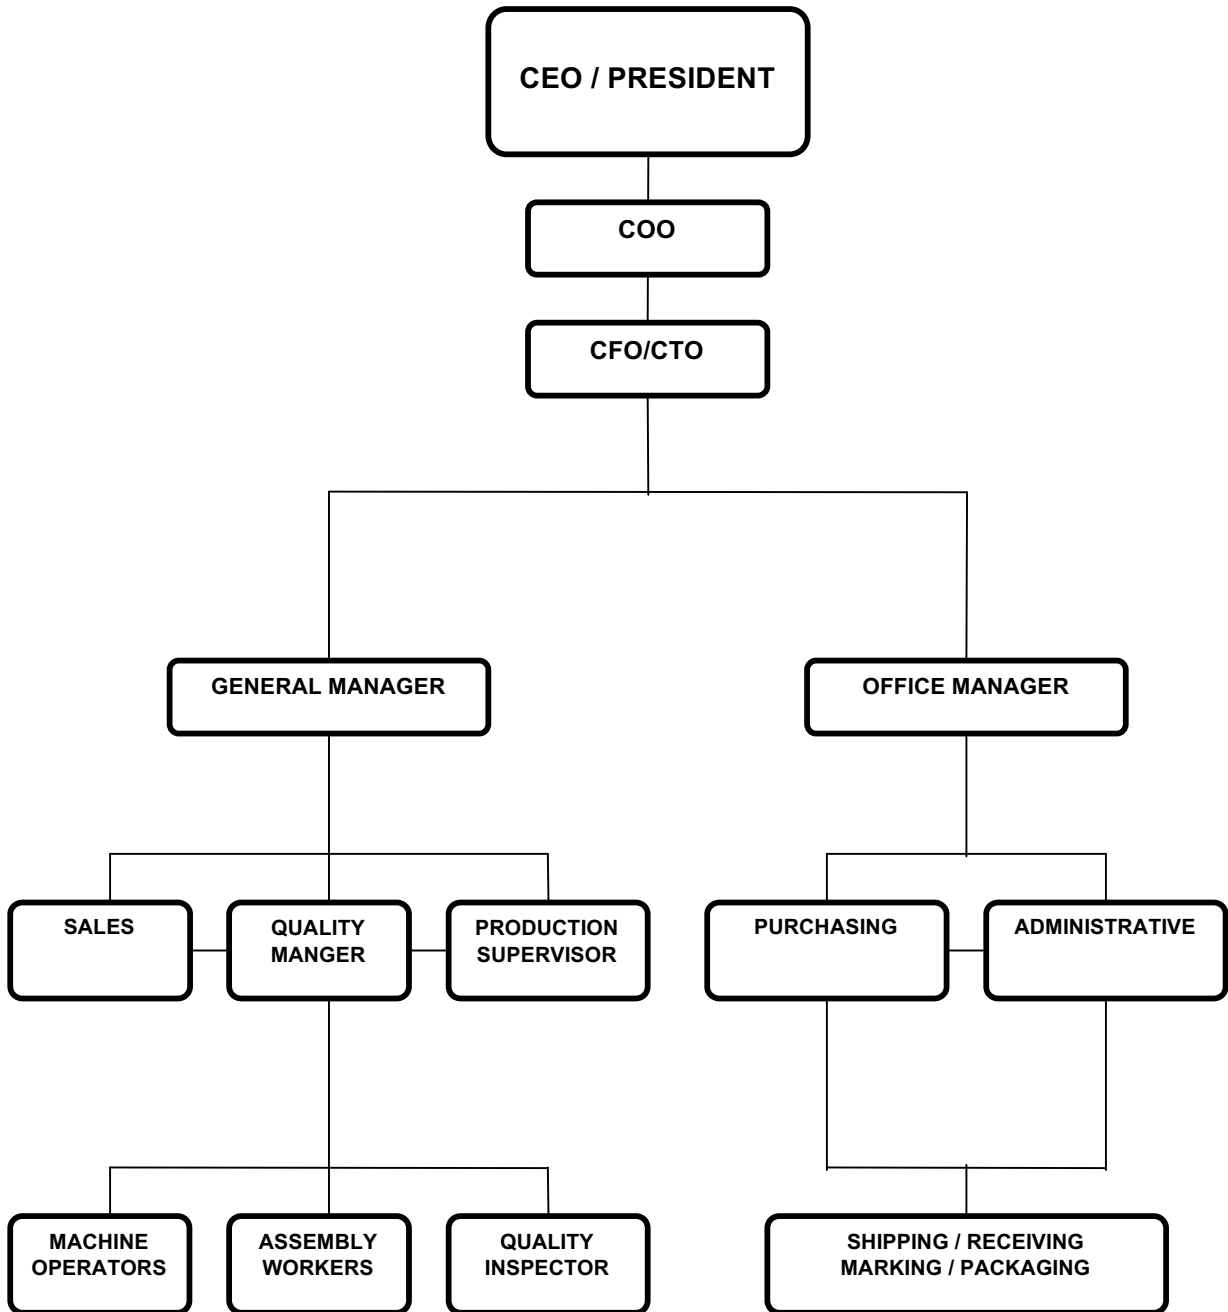 CEO / PRESIDENT
COO
CFO/CTO
GENERAL MANAGER
OFFICE MANAGER
SALES
QUALITY
MANGER
PRODUCTION
SUPERVISOR
PURCHASING
ADMINISTRATIVE
MACHINE
OPERATORS
ASSEMBLY
WORKERS
QUALITY
INSPECTOR
SHIPPING / RECEIVING
MARKING / PACKAGING